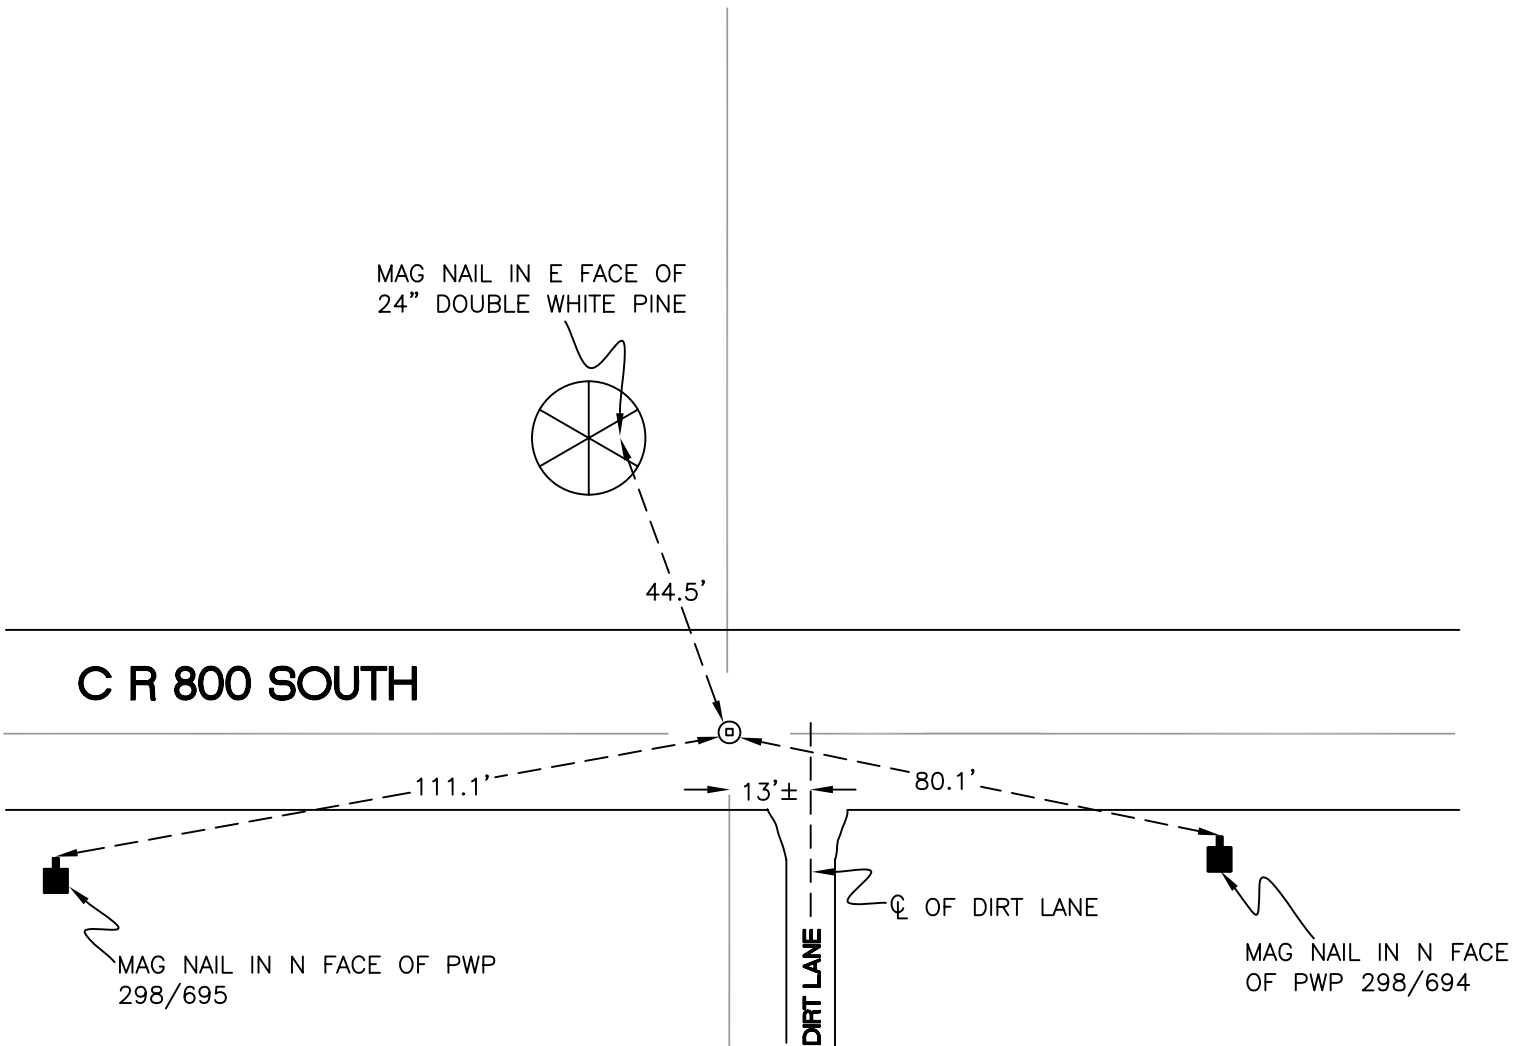 MAG NAIL IN E FACE OF
24” DOUBLE WHITE PINE
44.5’
C R 800 SOUTH
111.1’
13’±
80.1’
℄ OF DIRT LANE
DIRT LANE
MAG NAIL IN N FACE OF PWP
298/695
MAG NAIL IN N FACE
OF PWP 298/694